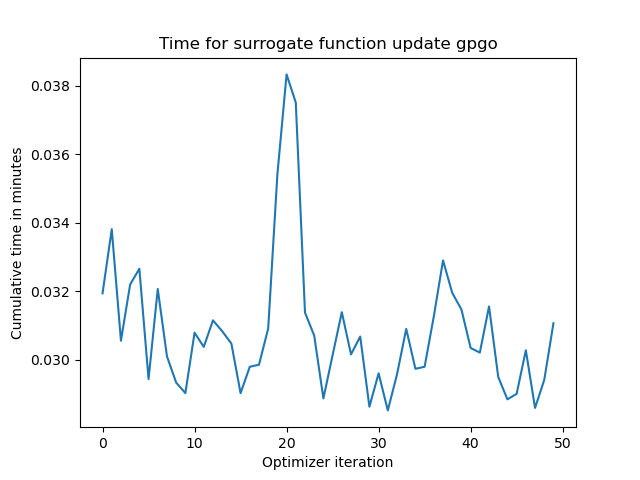 Time for surrogate function update gpgo
Cumulative time in minutes
0.038
0.036
0.034
0.032
0.030
0 10 20 30 40 50
Optimizer iteration